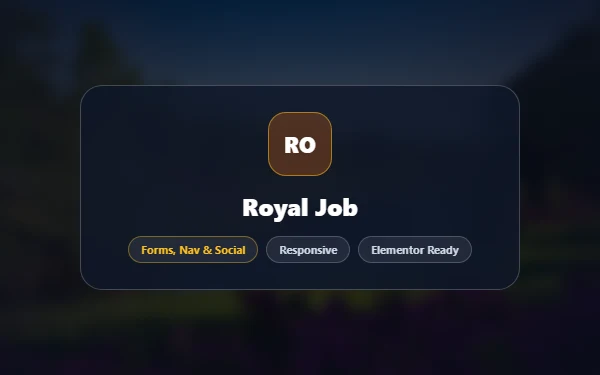 RO
Royal Job
Forms, Nav & Social
Responsive
Elementor Ready